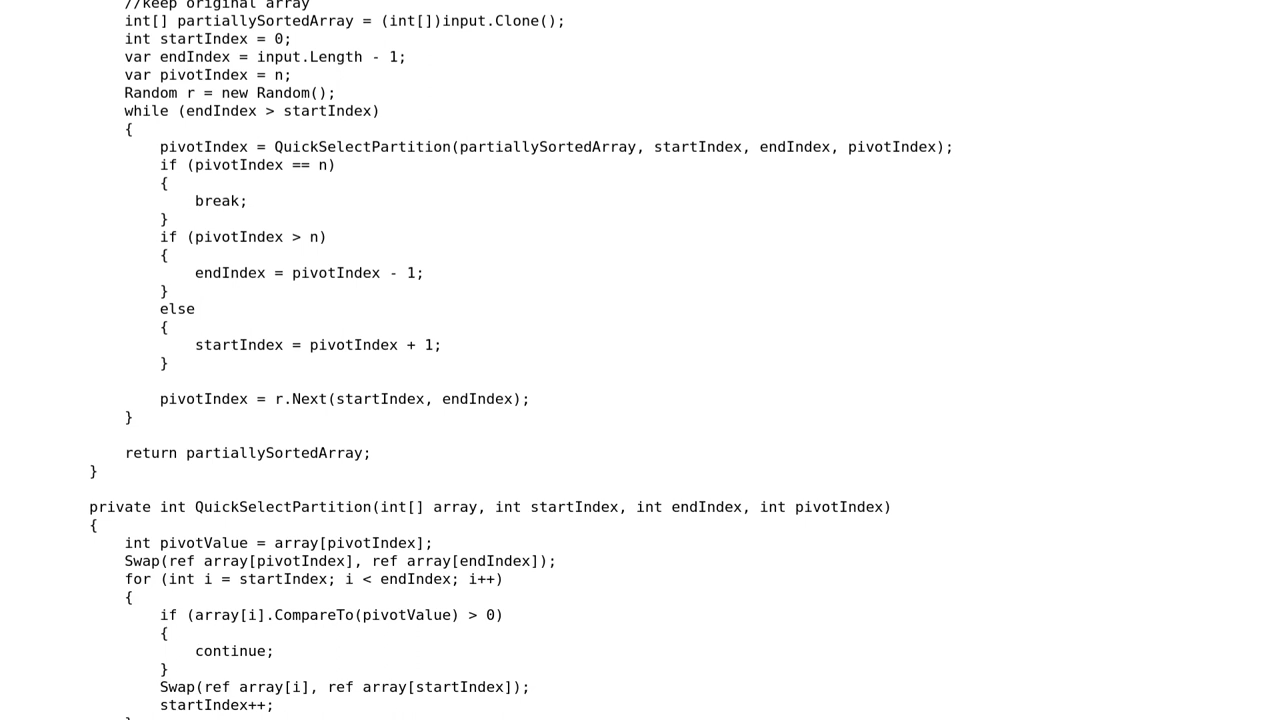 //keep original array
int[] partiallySortedArray = (int[])input.Clone();
int startIndex = 0;
var endIndex = input.Length - 1;
var pivotIndex = n;
Random r = new Random();
while (endIndex > startIndex)
{
pivotIndex = QuickSelectPartition(partiallySortedArray, startIndex, endIndex, pivotIndex);
if (pivotIndex == n)
{
break;
}
if (pivotIndex > n)
{
endIndex = pivotIndex - 1;
}
else
{
startIndex = pivotIndex + 1;
}
pivotIndex = r.Next(startIndex, endIndex);
}
return partiallySortedArray;
}
private int QuickSelectPartition(int[] array, int startIndex, int endIndex, int pivotIndex)
{
int pivotValue = array[pivotIndex];
Swap(ref array[pivotIndex], ref array[endIndex]);
for (int i = startIndex; i < endIndex; i++)
{
if (array[i].CompareTo(pivotValue) > 0)
{
continue;
}
Swap(ref array[i], ref array[startIndex]);
startIndex++;
}